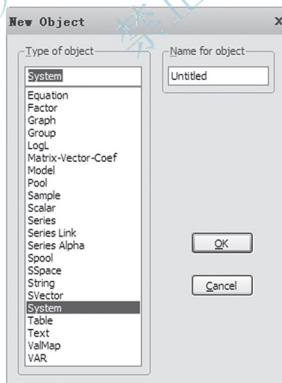 New Object
x
Type of object
System
Equation
Factor
Graph
Group
LogL
Matrix-Vector-Coef
Model
Pool
Sample
Scalar
Series
Series Link
Series Alpha
Spool
SSpace
String
SVector
System
Table
Text
ValMap
VAR
Name for object
Untitled
OK
Cancel